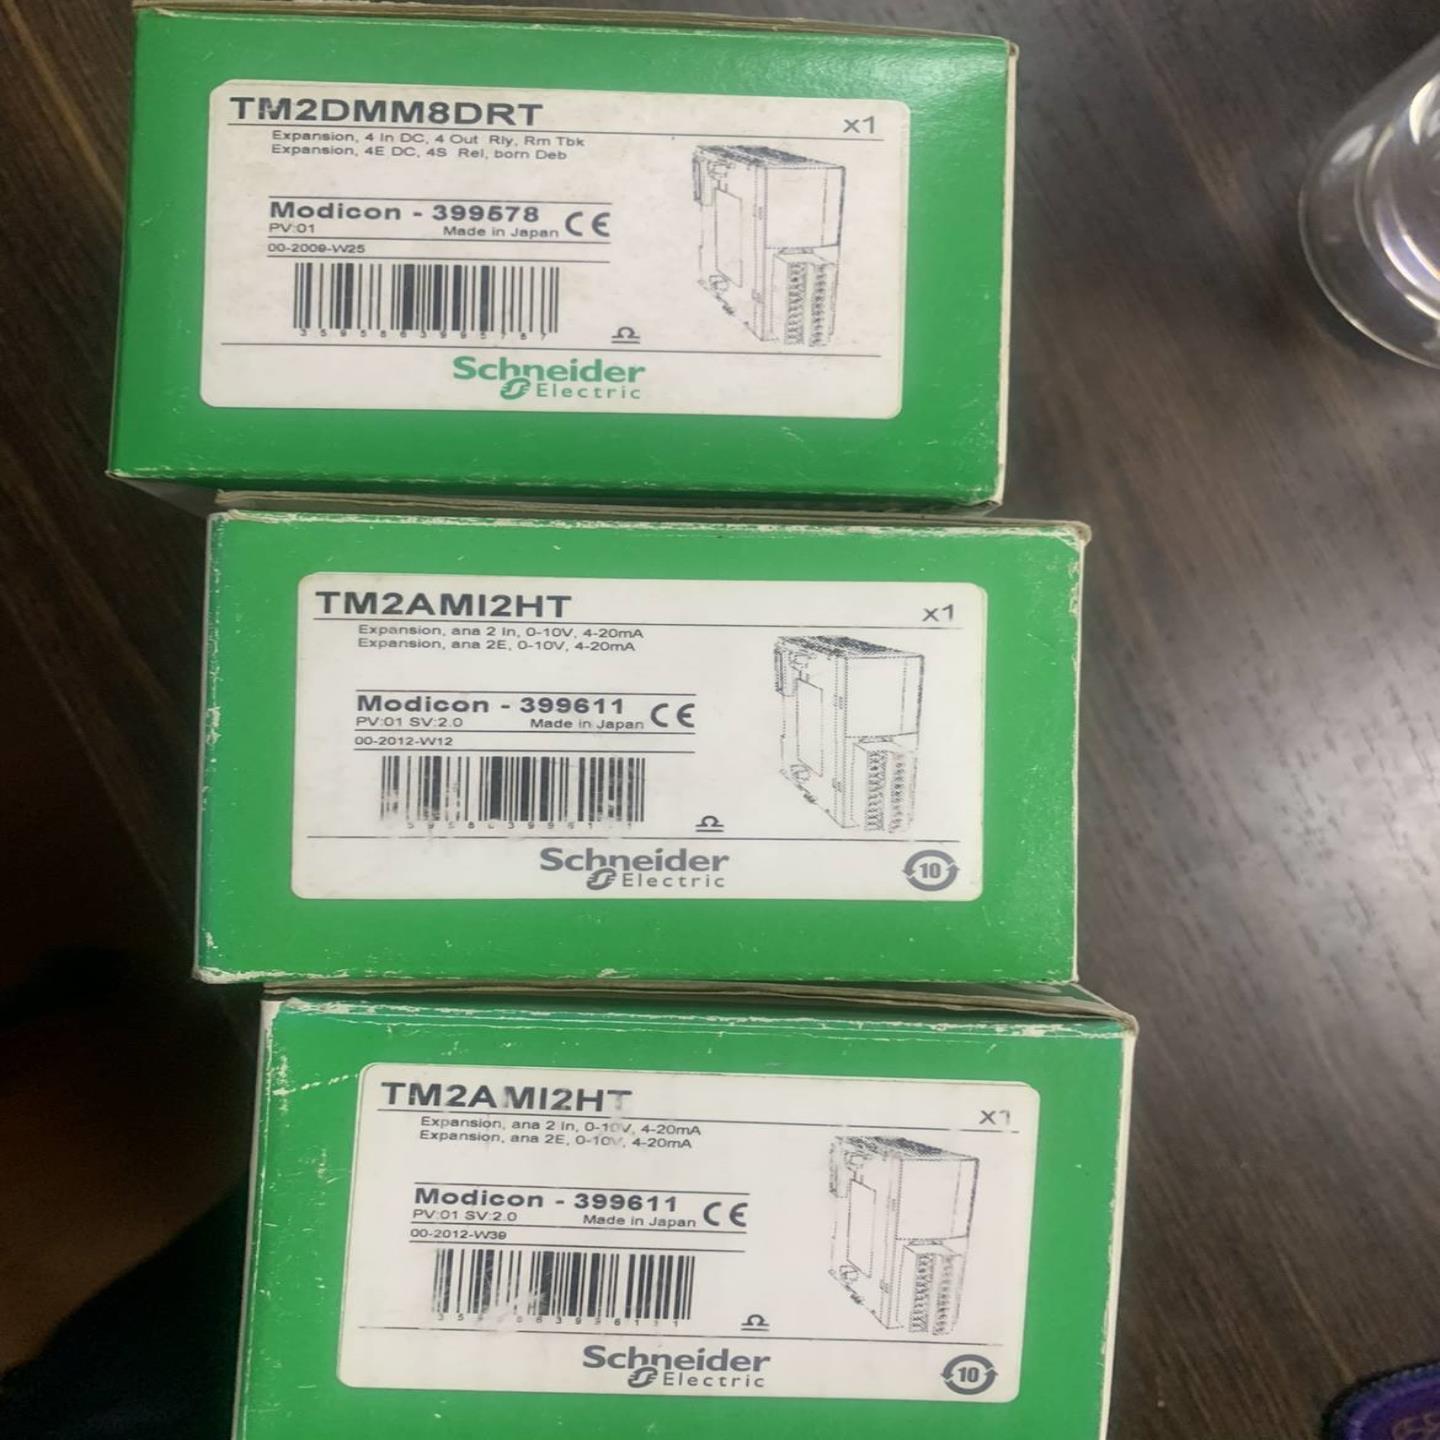 TM2DMM8DRT
x1
Expansion, 4 In DC, 4 Out Rly, Rm Tbk
Expansion, 4E DC, 4S Rel, born Deb
Modicon - 399578
CE
PV:01 Made in Japan
00-2009-W25
3595863995787
Schneider
Electric
TM2AMI2HT
x1
Expansion, ana 2 In, 0-10V, 4-20mA
Expansion, ana 2E, 0-10V, 4-20mA
Modicon - 399611
CE
PV:01 SV:2.0 Made in Japan
00-2012-W12
Schneider
Electric
10
TM2AMI2HT
x1
Expansion, ana 2 In, 0-10V, 4-20mA
Expansion, ana 2E, 0-10V, 4-20mA
Modicon - 399611
CE
PV:01 SV:2.0 Made in Japan
00-2012-W39
Schneider
Electric
10